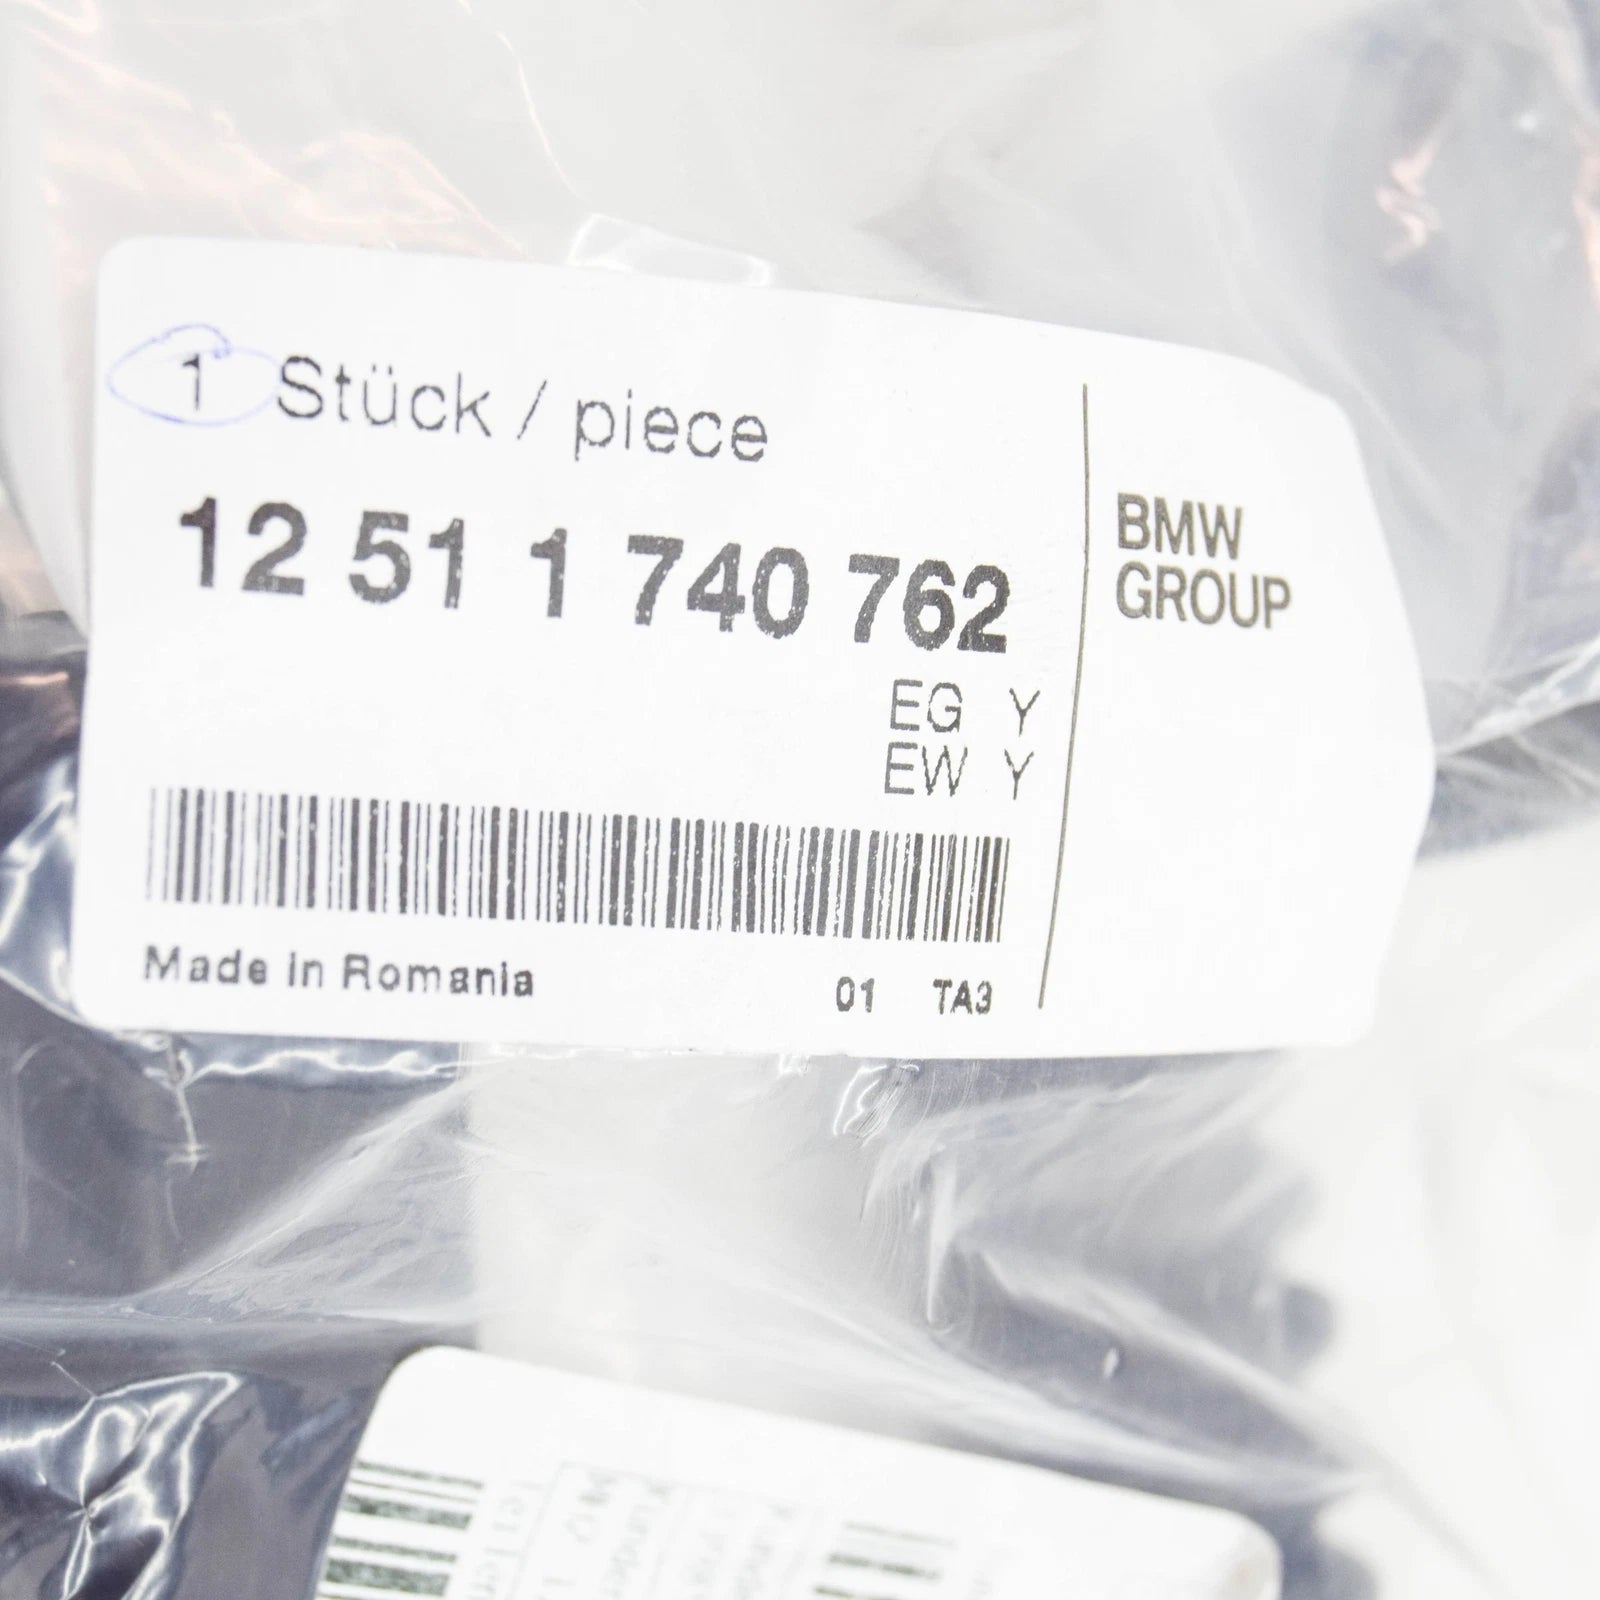 1 Stück / piece
12 51 1 740 762
EG Y
EW Y
Made in Romania
01 TA3
BMW
GROUP